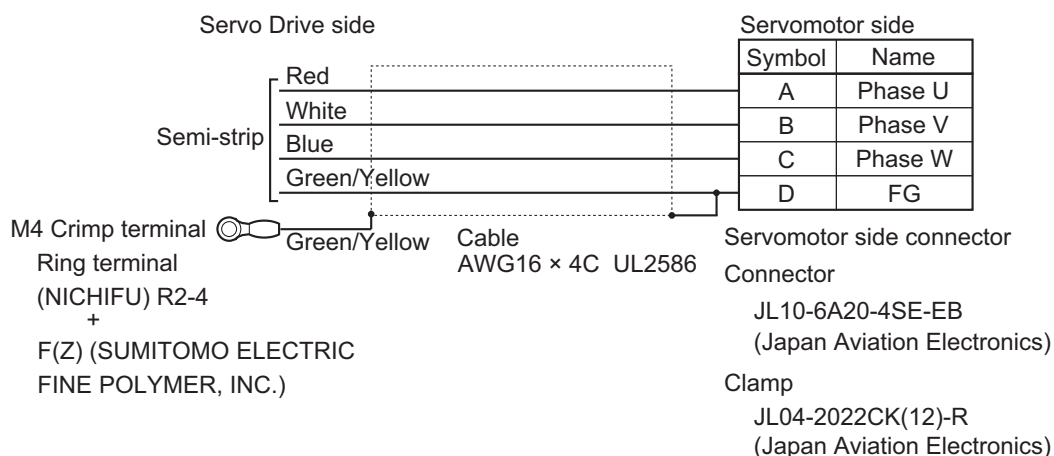 Servo Drive side
Servomotor side
Symbol Name
Red
A Phase U
White
B Phase V
Semi-strip
Blue
C Phase W
Green/Yellow
D FG
M4 Crimp terminal
Green/Yellow
Ring terminal
(NICHIFU) R2-4
+
F(Z) (SUMITOMO ELECTRIC
FINE POLYMER, INC.)
Cable
AWG16 × 4C UL2586
Servomotor side connector
Connector
JL10-6A20-4SE-EB
(Japan Aviation Electronics)
Clamp
JL04-2022CK(12)-R
(Japan Aviation Electronics)